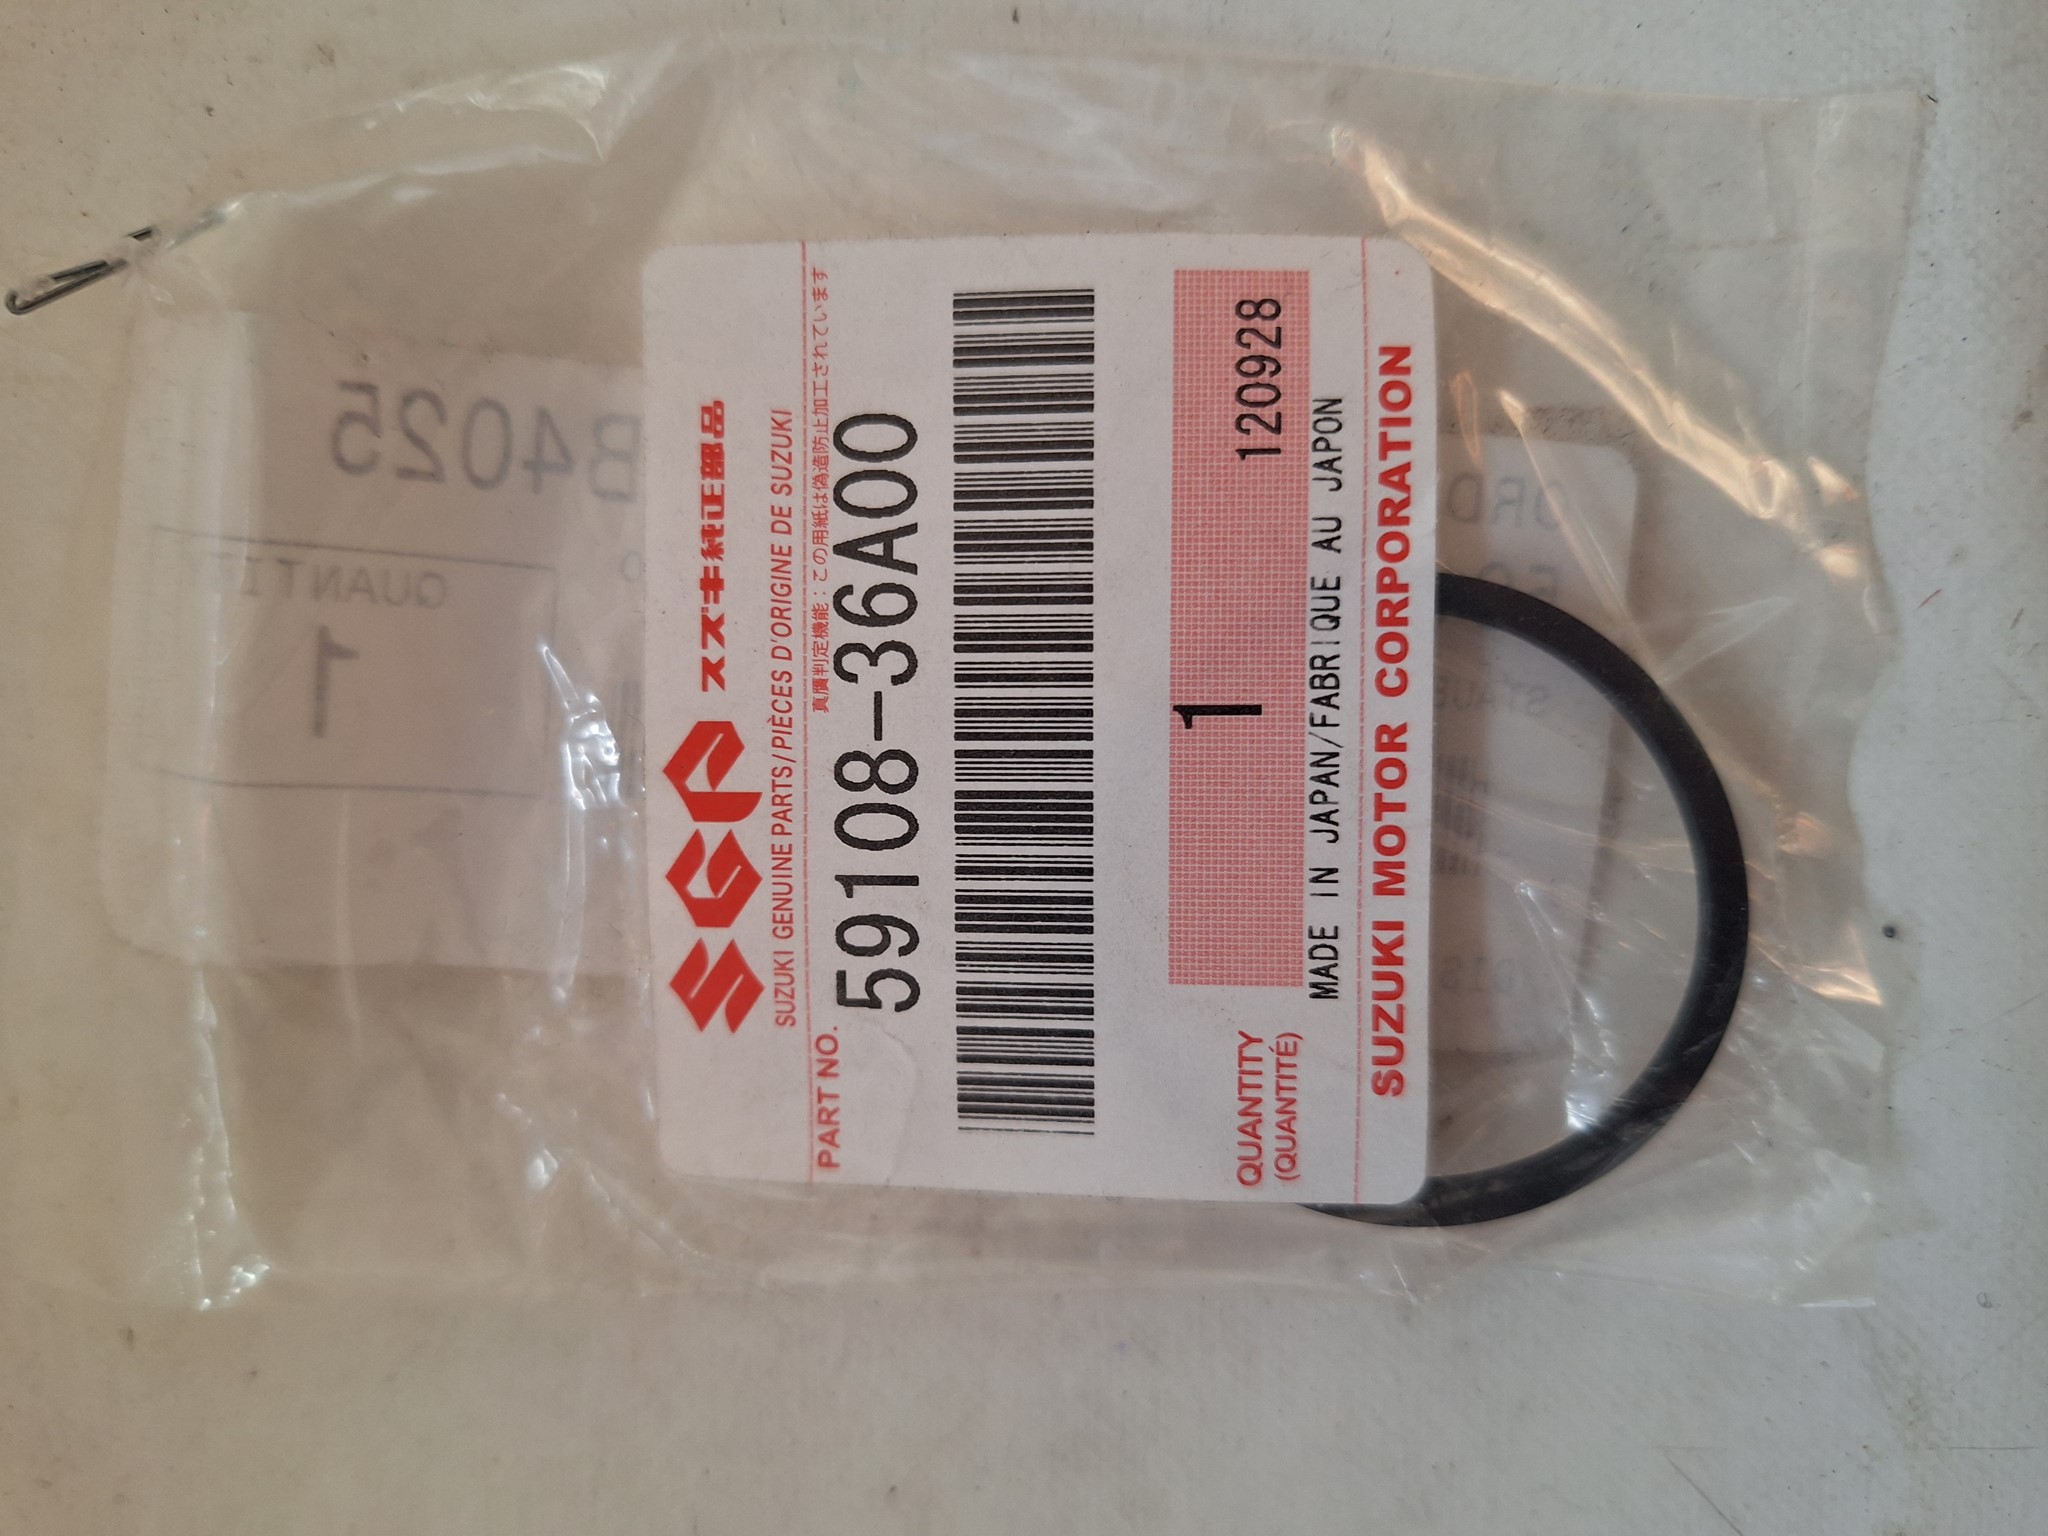 SGP スズキ純正部品
SUZUKI GENUINE PARTS/PIÈCES D'ORIGINE DE SUZUKI
真贋判定機能:この用紙は偽造防止加工されています
PART NO.
59108-36A00
QUANTITY
(QUANTITÉ)
1
120928
MADE IN JAPAN/FABRIQUE AU JAPON
SUZUKI MOTOR CORPORATION
B4025
1